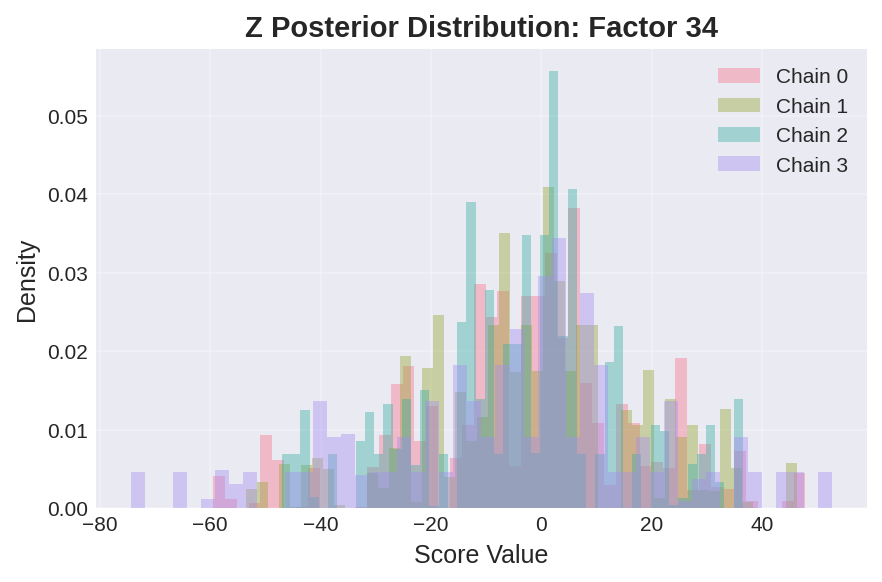 Z Posterior Distribution: Factor 34
Chain 0
Chain 1
Chain 2
Chain 3
Density
0.05
0.04
0.03
0.02
0.01
0.00
−80 −60 −40 −20 0 20 40
Score Value